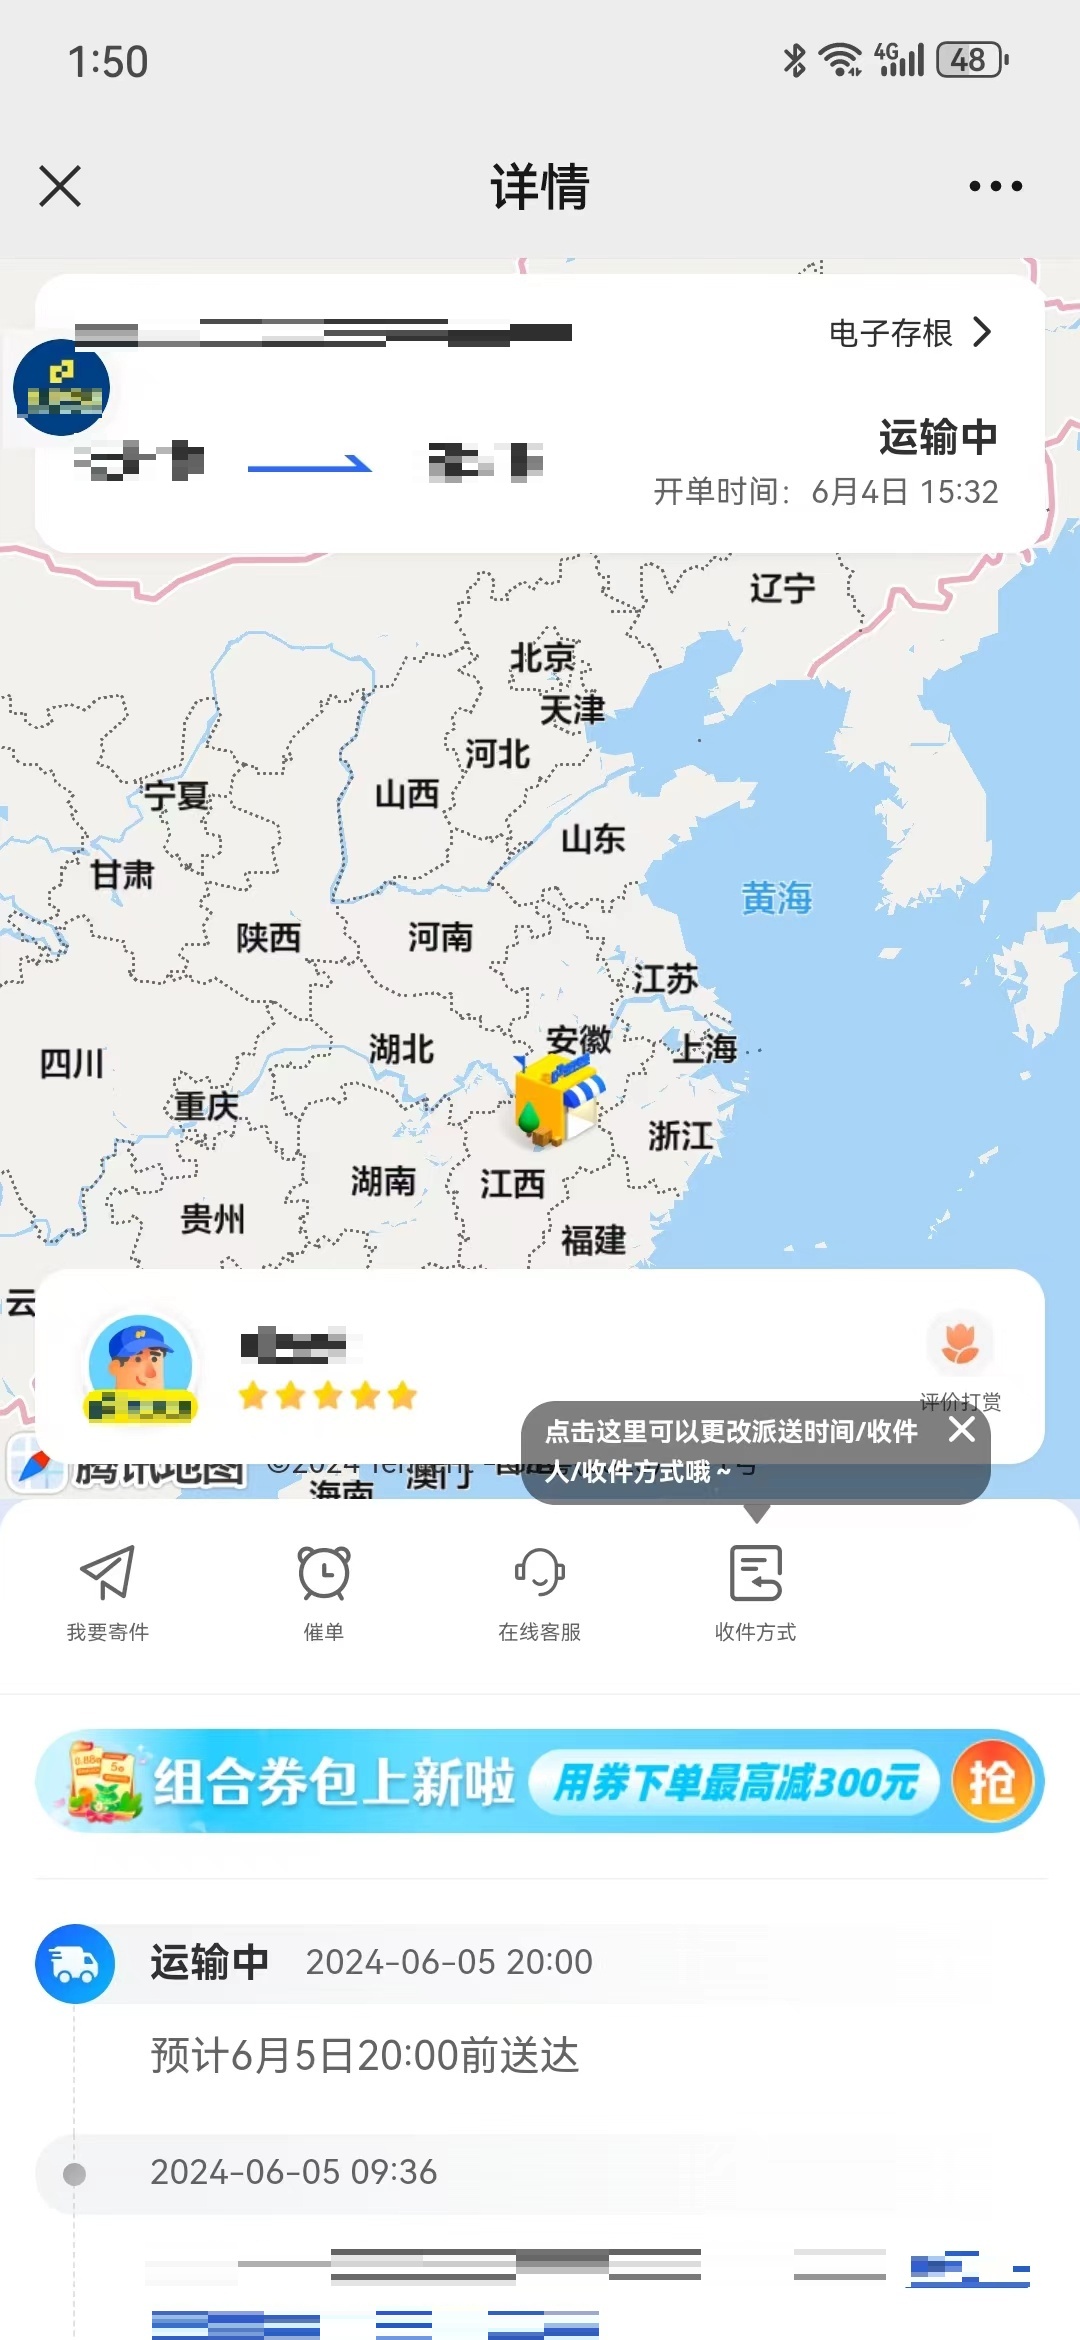 1:50
4G
48
详情
电子存根
运输中
开单时间：6月4日 15:32
辽宁
北京
天津
河北
宁夏
山西
山东
甘肃
黄海
陕西
河南
江苏
安徽
湖北
上海
四川
重庆
浙江
湖南
江西
贵州
福建
云
评价打赏
点击这里可以更改派送时间/收件
人/收件方式哦~
腾讯地图
©2024 Tencent
澳门
海南
我要寄件
催单
在线客服
收件方式
组合券包上新啦
用券下单最高减300元
抢
运输中 2024-06-05 20:00
预计6月5日20:00前送达
2024-06-05 09:36